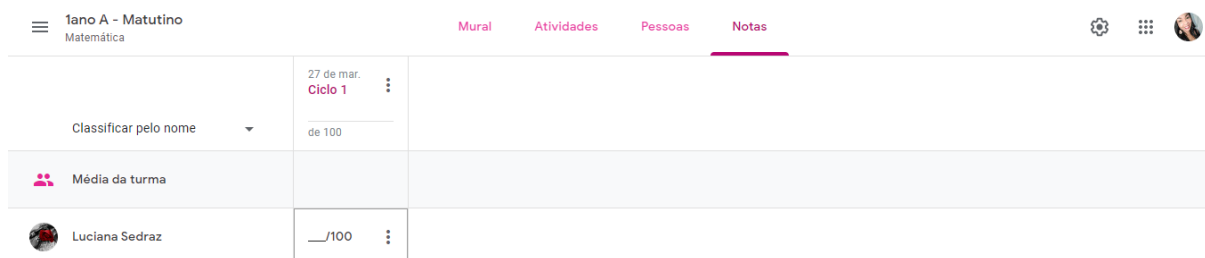 1ano A - Matutino
Matemática
Mural Atividades Pessoas Notas
27 de mar.
Ciclo 1
Classificar pelo nome
de 100
Média da turma
Luciana Sedraz
__/100